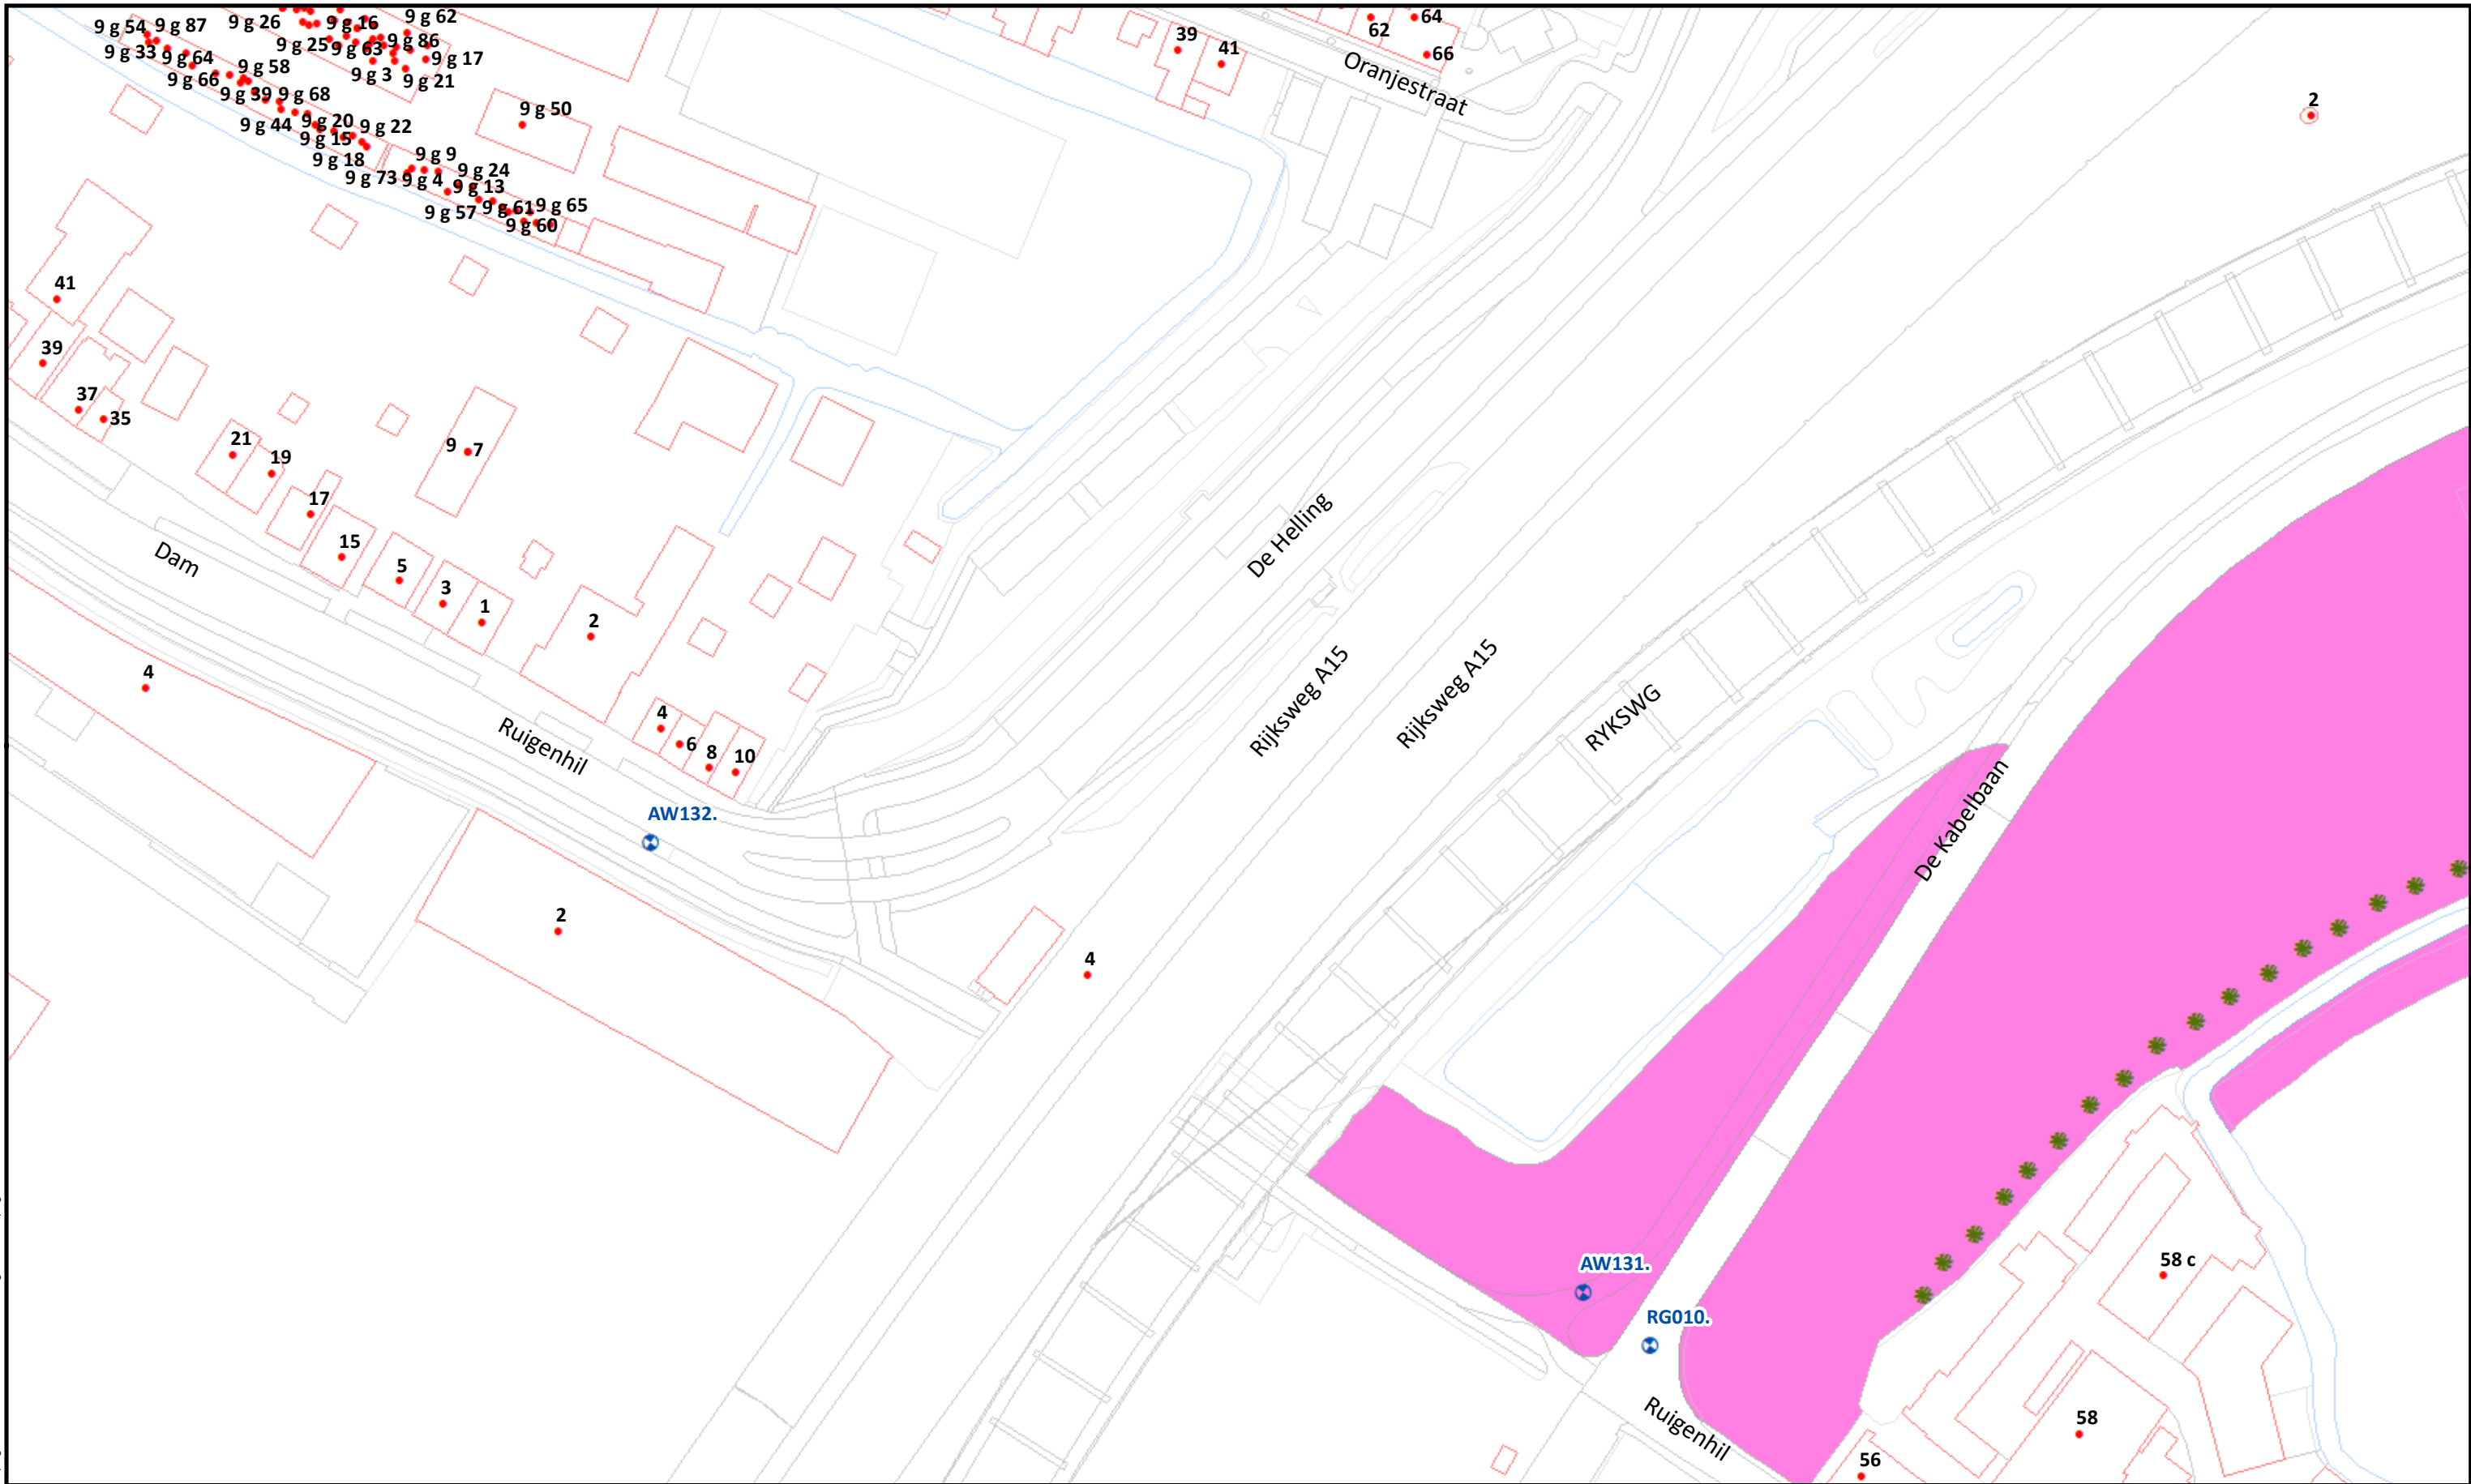 9 g 54
9 g 87
9 g 26
9 g 16
9 g 62
9 g 33
9 g 64
9 g 25
9 g 63
9 g 86
9 g 17
9 g 66
9 g 58
9 g 3
9 g 21
9 g 39
9 g 68
9 g 44
9 g 20
9 g 22
9 g 15
9 g 18
9 g 50
9 g 9
9 g 24
9 g 73
9 g 4
9 g 13
9 g 57
9 g 61
9 g 65
9 g 60
39
41
62
64
66
Oranjestraat
2
41
39
37
35
21
19
9
7
17
15
5
3
1
2
Dam
De Helling
4
4
6
8
10
Ruigenhil
Rijksweg A15
Rijksweg A15
RYKSWG
De Kabelbaan
AW132.
2
4
AW131.
RG010.
58 c
58
56
Ruigenhil